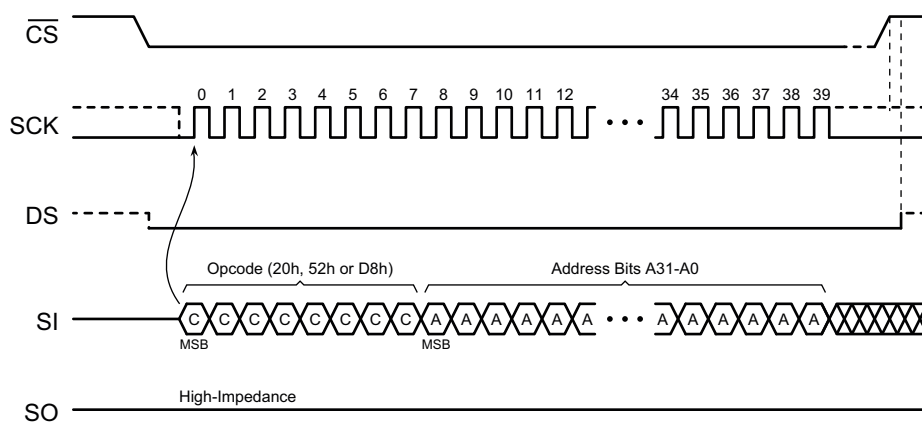 CS
0 1 2 3 4 5 6 7 8 9 10 11 12 34 35 36 37 38 39
SCK
DS
Opcode (20h, 52h or D8h) Address Bits A31-A0
SI C C C C C C C C A A A A A A A A A A A A
MSB MSB
High-Impedance
SO